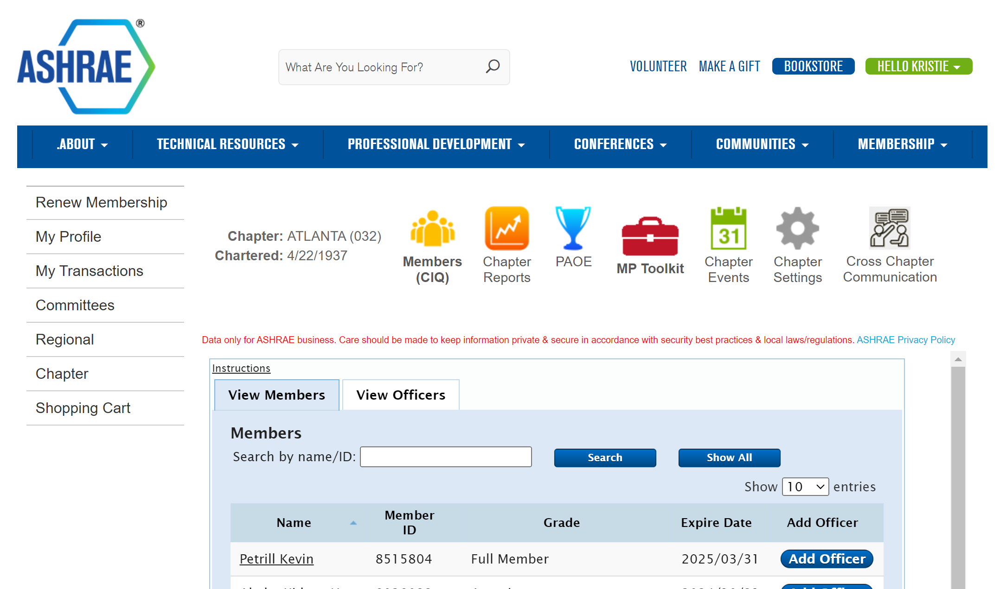 ASHRAE®
What Are You Looking For?
VOLUNTEER MAKE A GIFT BOOKSTORE HELLO KRISTIE
.ABOUT TECHNICAL RESOURCES PROFESSIONAL DEVELOPMENT CONFERENCES COMMUNITIES MEMBERSHIP
Renew Membership
My Profile
My Transactions
Committees
Regional
Chapter
Shopping Cart
Chapter: ATLANTA (032)
Chartered: 4/22/1937
Members
(CIQ)
Chapter
Reports
PAOE
MP Toolkit
31
Chapter
Events
Chapter
Settings
Cross Chapter
Communication
Data only for ASHRAE business. Care should be made to keep information private & secure in accordance with security best practices & local laws/regulations. ASHRAE Privacy Policy
Instructions
View Members View Officers
Members
Search by name/ID: Search Show All
Show 10 entries
Name Member ID Grade Expire Date Add Officer
Petrill Kevin 8515804 Full Member 2025/03/31 Add Officer